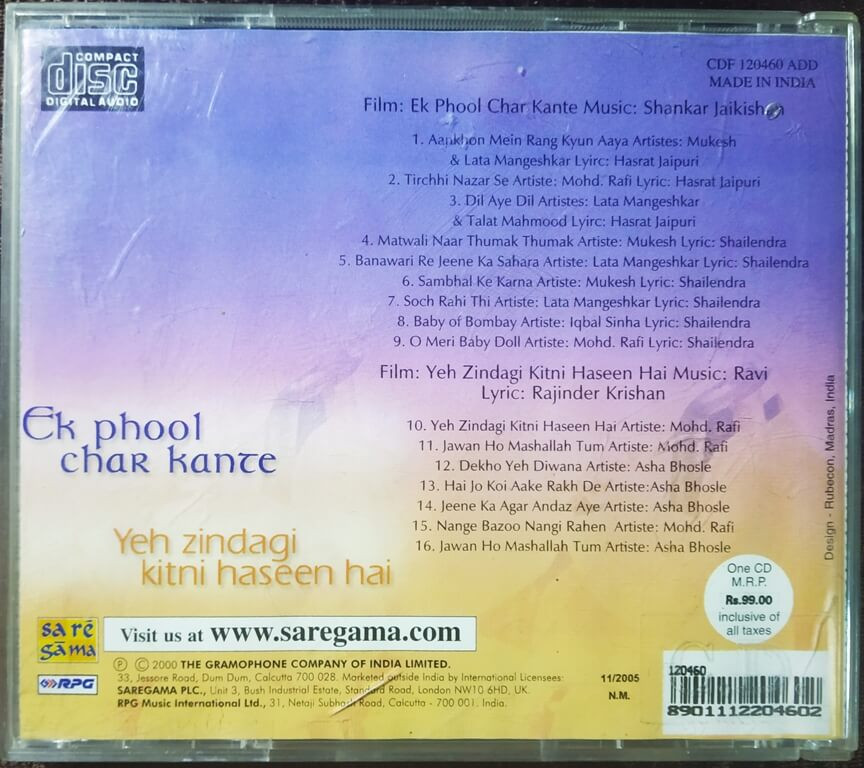 COMPACT
disc
DIGITAL AUDIO
CDF 120460 ADD
MADE IN INDIA
Film: Ek Phool Char Kante Music: Shankar Jaikishan
1. Aankhon Mein Rang Kyun Aaya Artistes: Mukesh
& Lata Mangeshkar Lyirc: Hasrat Jaipuri
2. Tirchhi Nazar Se Artiste: Mohd. Rafi Lyric: Hasrat Jaipuri
3. Dil Aye Dil Artistes: Lata Mangeshkar
& Talat Mahmood Lyirc: Hasrat Jaipuri
4. Matwali Naar Thumak Thumak Artiste: Mukesh Lyric: Shailendra
5. Banawari Re Jeene Ka Sahara Artiste: Lata Mangeshkar Lyric: Shailendra
6. Sambhal Ke Karna Artiste: Mukesh Lyric: Shailendra
7. Soch Rahi Thi Artiste: Lata Mangeshkar Lyric: Shailendra
8. Baby of Bombay Artiste: Iqbal Sinha Lyric: Shailendra
9. O Meri Baby Doll Artiste: Mohd. Rafi Lyric: Shailendra
Film: Yeh Zindagi Kitni Haseen Hai Music: Ravi
Lyric: Rajinder Krishan
10. Yeh Zindagi Kitni Haseen Hai Artiste: Mohd. Rafi
11. Jawan Ho Mashallah Tum Artiste: Mohd. Rafi
12. Dekho Yeh Diwana Artiste: Asha Bhosle
13. Hai Jo Koi Aake Rakh De Artiste:Asha Bhosle
14. Jeene Ka Agar Andaz Aye Artiste: Asha Bhosle
15. Nange Bazoo Nangi Rahen Artiste: Mohd. Rafi
16. Jawan Ho Mashallah Tum Artiste: Asha Bhosle
Ek phool
char kante
Yeh zindagi
kitni haseen hai
Design - Rubecon, Madras, India
One CD
M.R.P.
Rs.99.00
inclusive of
all taxes
sa rē
gāma
Visit us at www.saregama.com
RPG
℗ © 2000 THE GRAMOPHONE COMPANY OF INDIA LIMITED.
33, Jessore Road, Dum Dum, Calcutta 700 028. Marketed outside India by International Licensees:
SAREGAMA PLC., Unit 3, Bush Industrial Estate, Standard Road, London NW10 6HD, UK.
RPG Music International Ltd., 31, Netaji Subhash Road, Calcutta - 700 001. India.
11/2005
N.M.
120460
8901112204602